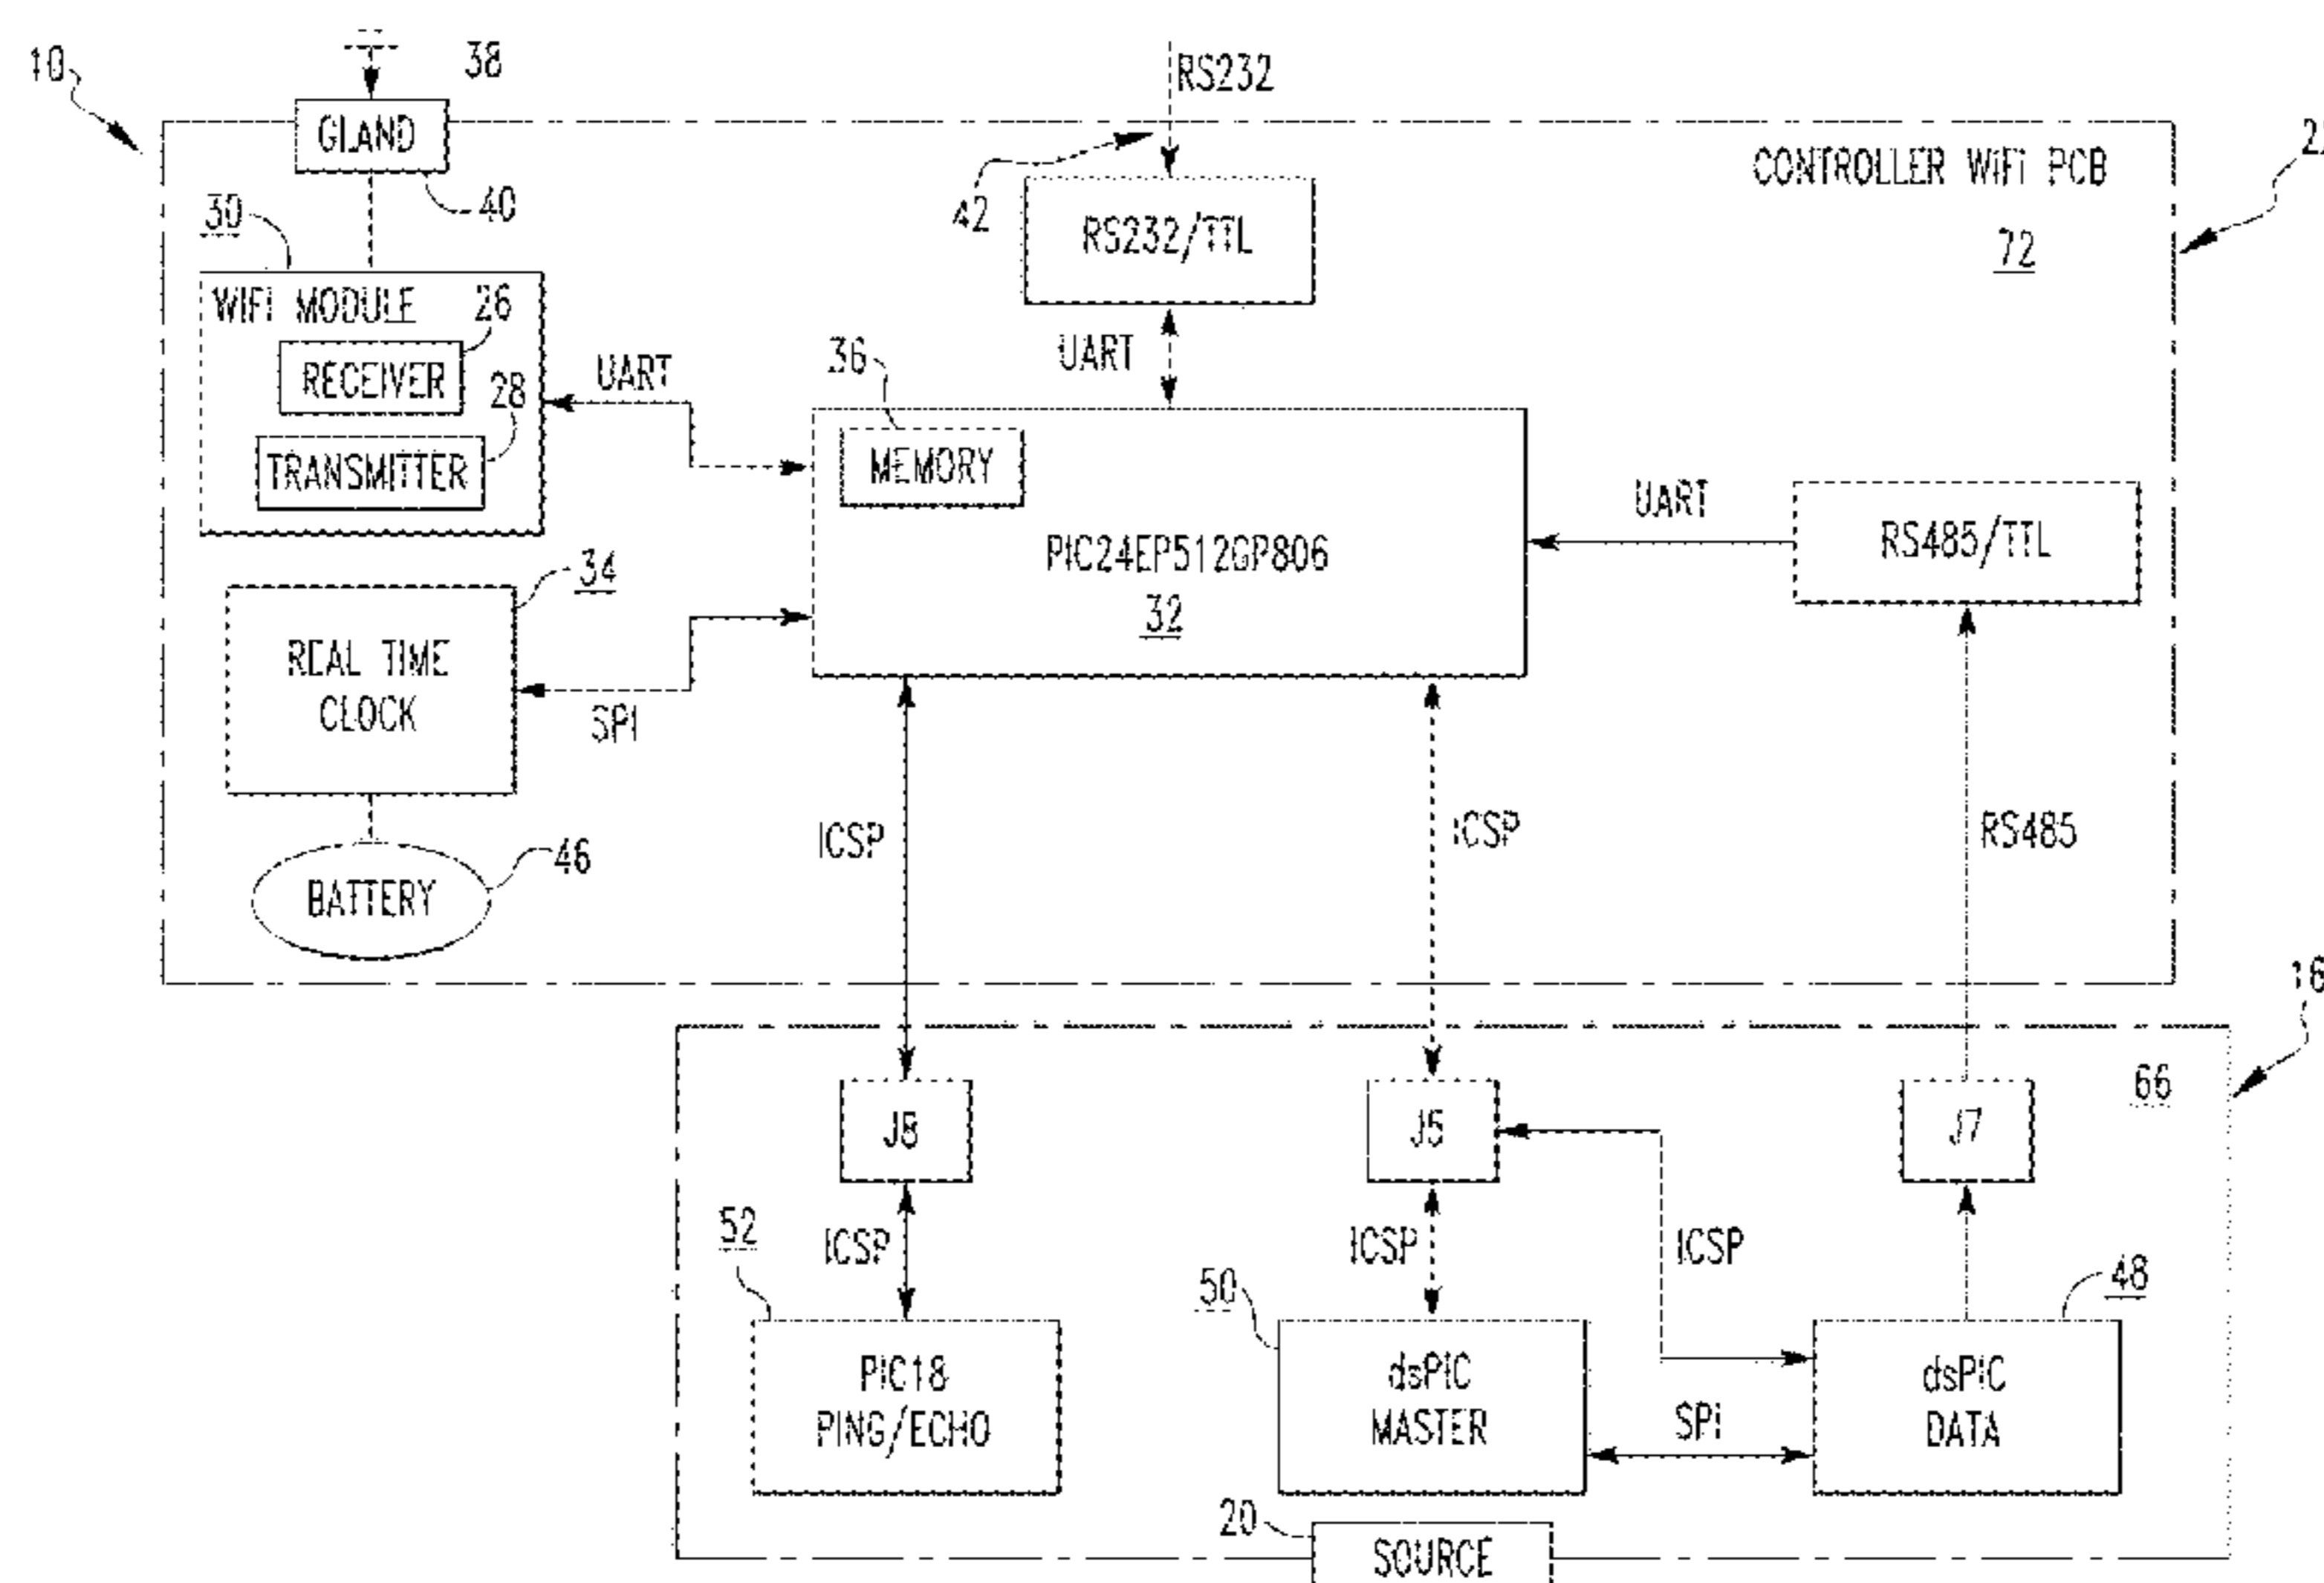 10
38
RS232
GLAND
40
42
CONTROLLER WiFi PCB
72
30
RS232/TTL
WIFI MODULE
26
RECEIVER
28
TRANSMITTER
UART
UART
36
MEMORY
PIC24EP512GP806
32
UART
RS485/TTL
34
REAL TIME
CLOCK
SPI
46
BATTERY
ICSP
ICSP
RS485
66
J7
52
ICSP
50
ICSP
ICSP
48
PIC18
PING/ECHO
dsPIC
MASTER
SPI
dsPIC
DATA
20
SOURCE